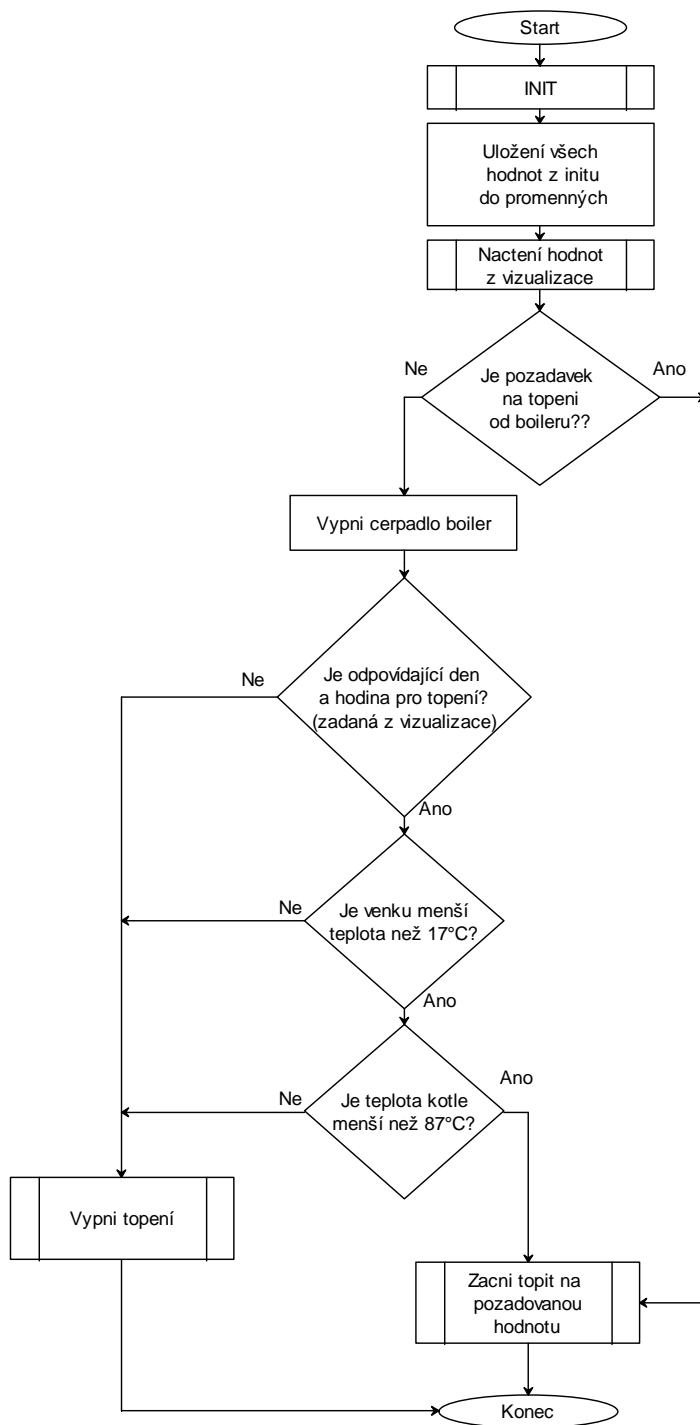 Start
INIT
Uložení všech
hodnot z initu
do promenných
Nactení hodnot
z vizualizace
Ne
Ano
Je pozadavek
na topeni
od boileru??
Vypni cerpadlo boiler
Ne
Je odpovídající den
a hodina pro topení?
(zadaná z vizualizace)
Ano
Ne
Je venku menší
teplota než 17°C?
Ano
Ne
Je teplota kotle
menší než 87°C?
Ano
Vypni topení
Zacni topit na
pozadovanou
hodnotu
Konec